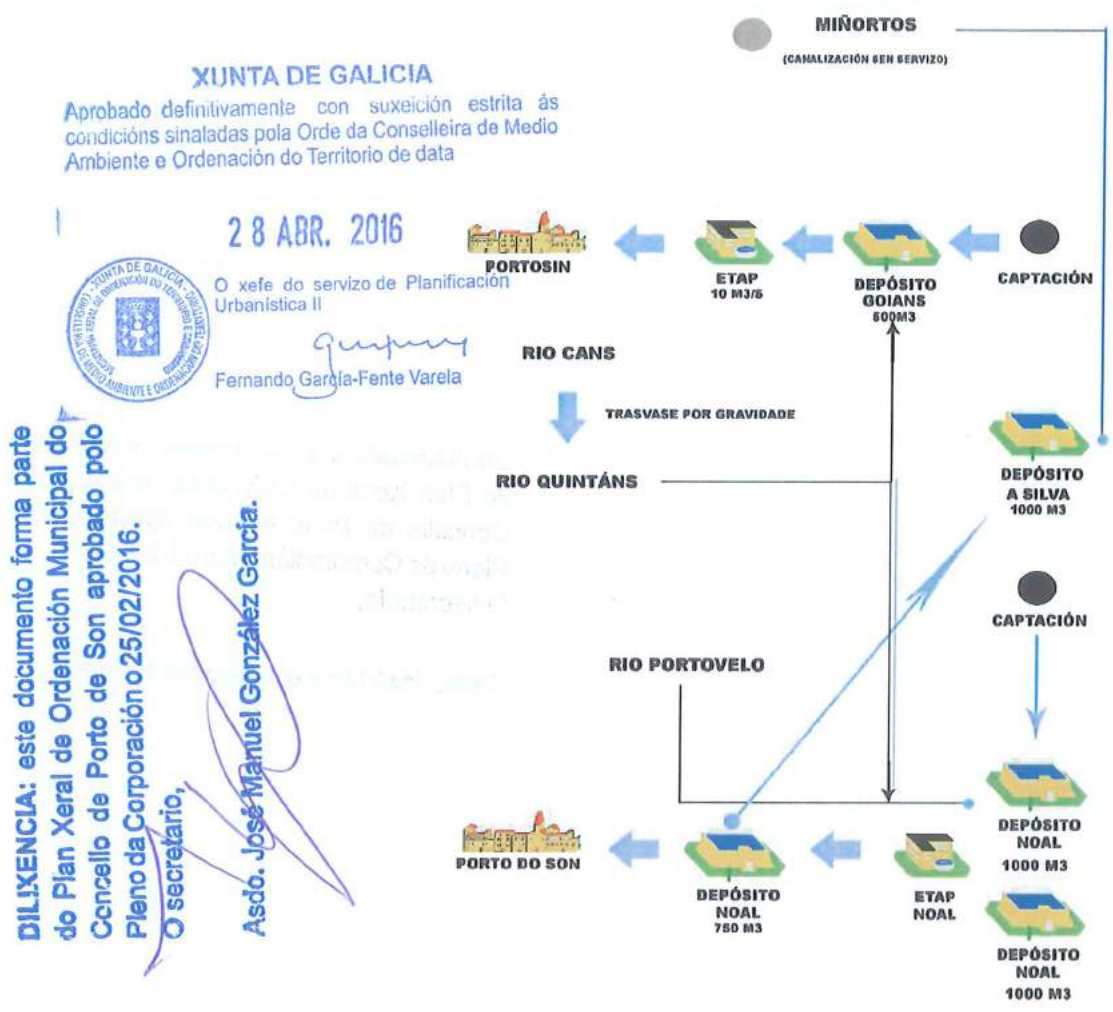 XUNTA DE GALICIA
Aprobado definitivamente con suxeición estrita ás
condicións sinaladas pola Orde da Conselleira de Medio
Ambiente e Ordenación do Territorio de data
28 ABR. 2016
O xefe do servizo de Planificación
Urbanística II
Fernando García-Fente Varela
DILIXENCIA: este documento forma parte
do Plan Xeral de Ordenación Municipal do
Concello de Porto de Son aprobado polo
Pleno da Corporación o 25/02/2016.
O secretario,
Asdo. José Manuel González García.
MIÑORTOS
(CANALIZACIÓN SEN SERVIZO)
PORTOSIN
ETAP
10 M3/S
DEPÓSITO
GOIANS
500M3
CAPTACIÓN
RIO CANS
TRASVASE POR GRAVIDADE
RIO QUINTÁNS
DEPÓSITO
A SILVA
1000 M3
CAPTACIÓN
RIO PORTOVELO
DEPÓSITO
NOAL
1000 M3
PORTO DO SON
DEPÓSITO
NOAL
750 M3
ETAP
NOAL
DEPÓSITO
NOAL
1000 M3